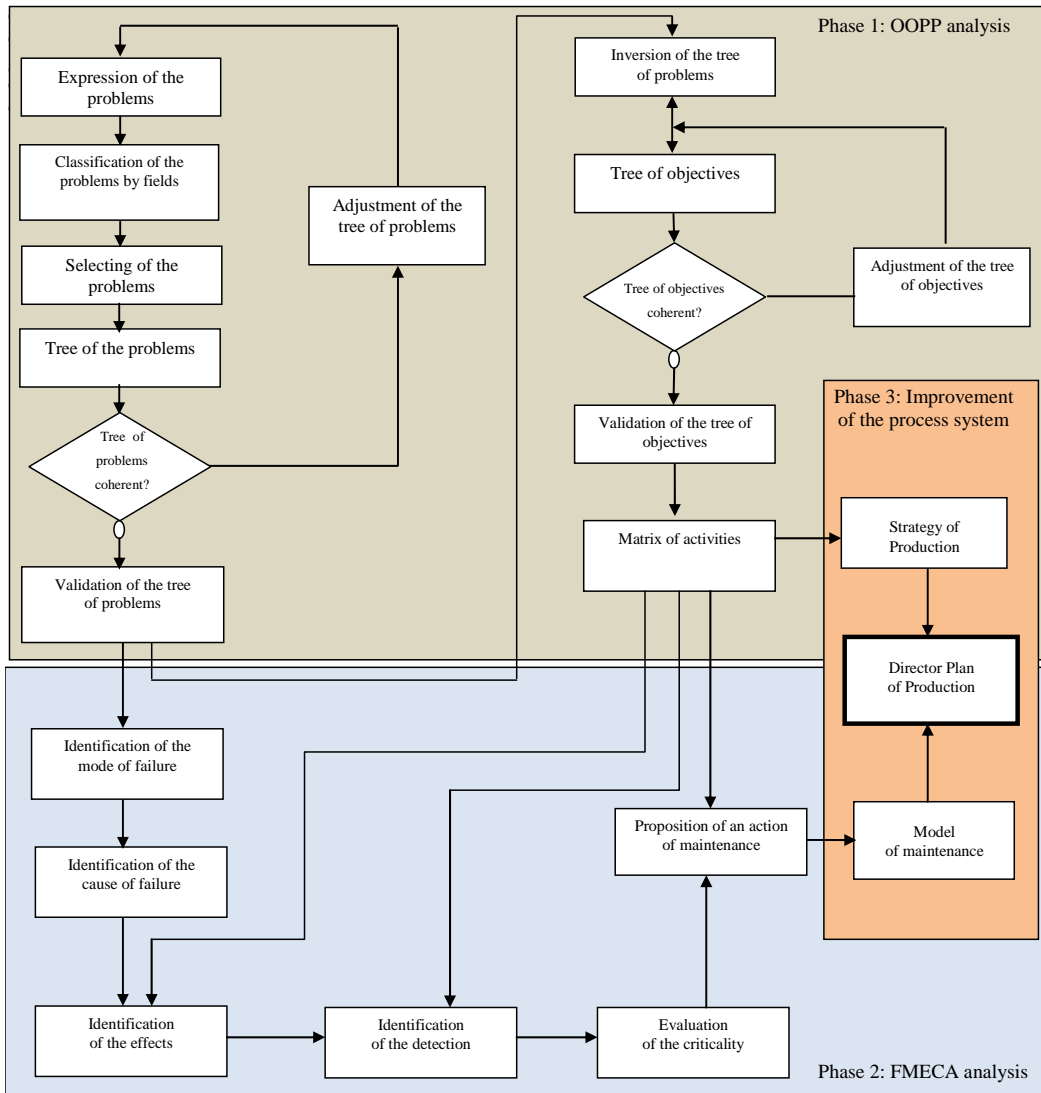 Phase 1: OOPP analysis
Expression of the
problems
Classification of the
problems by fields
Selecting of the
problems
Tree of the problems
Tree of
problems
coherent?
Validation of the tree
of problems
Adjustment of the
tree of problems
Inversion of the tree
of problems
Tree of objectives
Tree of objectives
coherent?
Adjustment of the tree
of objectives
Validation of the tree of
objectives
Matrix of activities
Phase 3: Improvement
of the process system
Strategy of
Production
Director Plan
of Production
Model
of maintenance
Identification of the
mode of failure
Identification of the
cause of failure
Identification
of the effects
Identification
of the detection
Evaluation
of the criticality
Proposition of an action
of maintenance
Phase 2: FMECA analysis